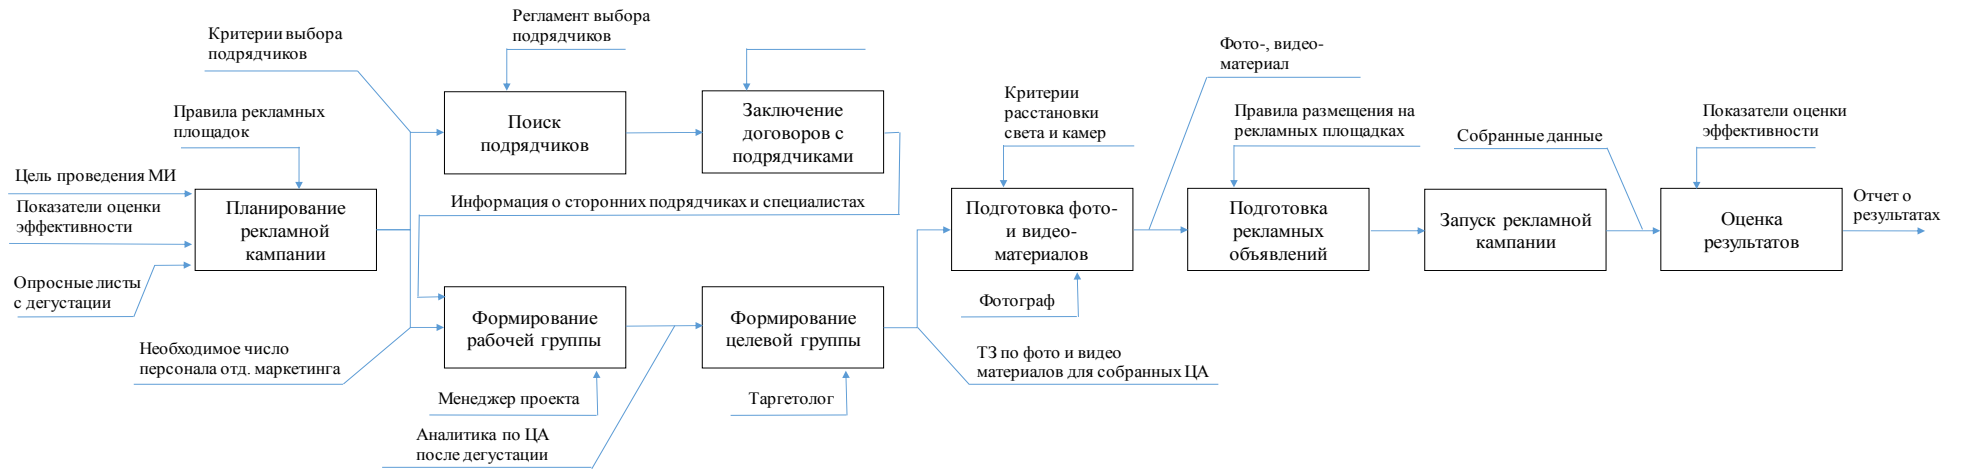 Регламент выбора
подрядчиков
Критерии выбора
подрядчиков
Фото-, видео-
материал
Критерии
расстановки
света и камер
Правила рекламных
площадок
Поиск
подрядчиков
Заключение
договоров с
подрядчиками
Правила размещения на
рекламных площадках
Собранные данные
Показатели оценки
эффективности
Цель проведения МИ
Показатели оценки
эффективности
Опросные листы
с дегустации
Планирование
рекламной
кампании
Информация о сторонних подрядчиках и специалистах
Подготовка фото-
и видео-
материалов
Подготовка
рекламных
объявлений
Запуск рекламной
кампании
Оценка
результатов
Отчет о
результатах
Необходимое число
персонала отд. маркетинга
Формирование
рабочей группы
Формирование
целевой группы
Фотограф
ТЗ по фото и видео
материалов для собранных ЦА
Менеджер проекта
Таргетолог
Аналитика по ЦА
после дегустации